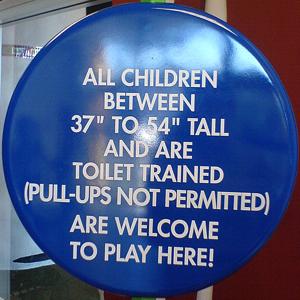 ALL CHILDREN
BETWEEN
37" TO 54" TALL
AND ARE
TOILET TRAINED
(PULL-UPS NOT PERMITTED)
ARE WELCOME
TO PLAY HERE!